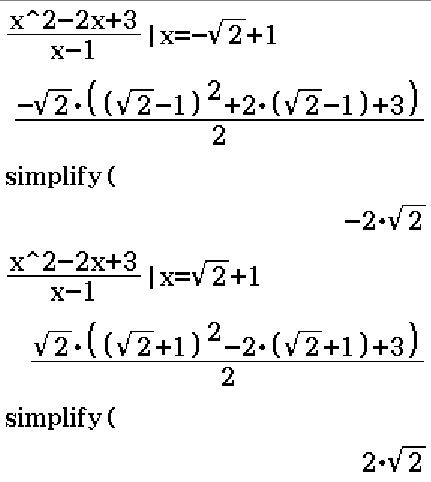 x^2−2x+3
x−1
|x=−√2+1
−√2·((√2−1)²+2·(√2−1)+3)
2
simplify(
−2·√2
x^2−2x+3
x−1
|x=√2+1
√2·((√2+1)²−2·(√2+1)+3)
2
simplify(
2·√2